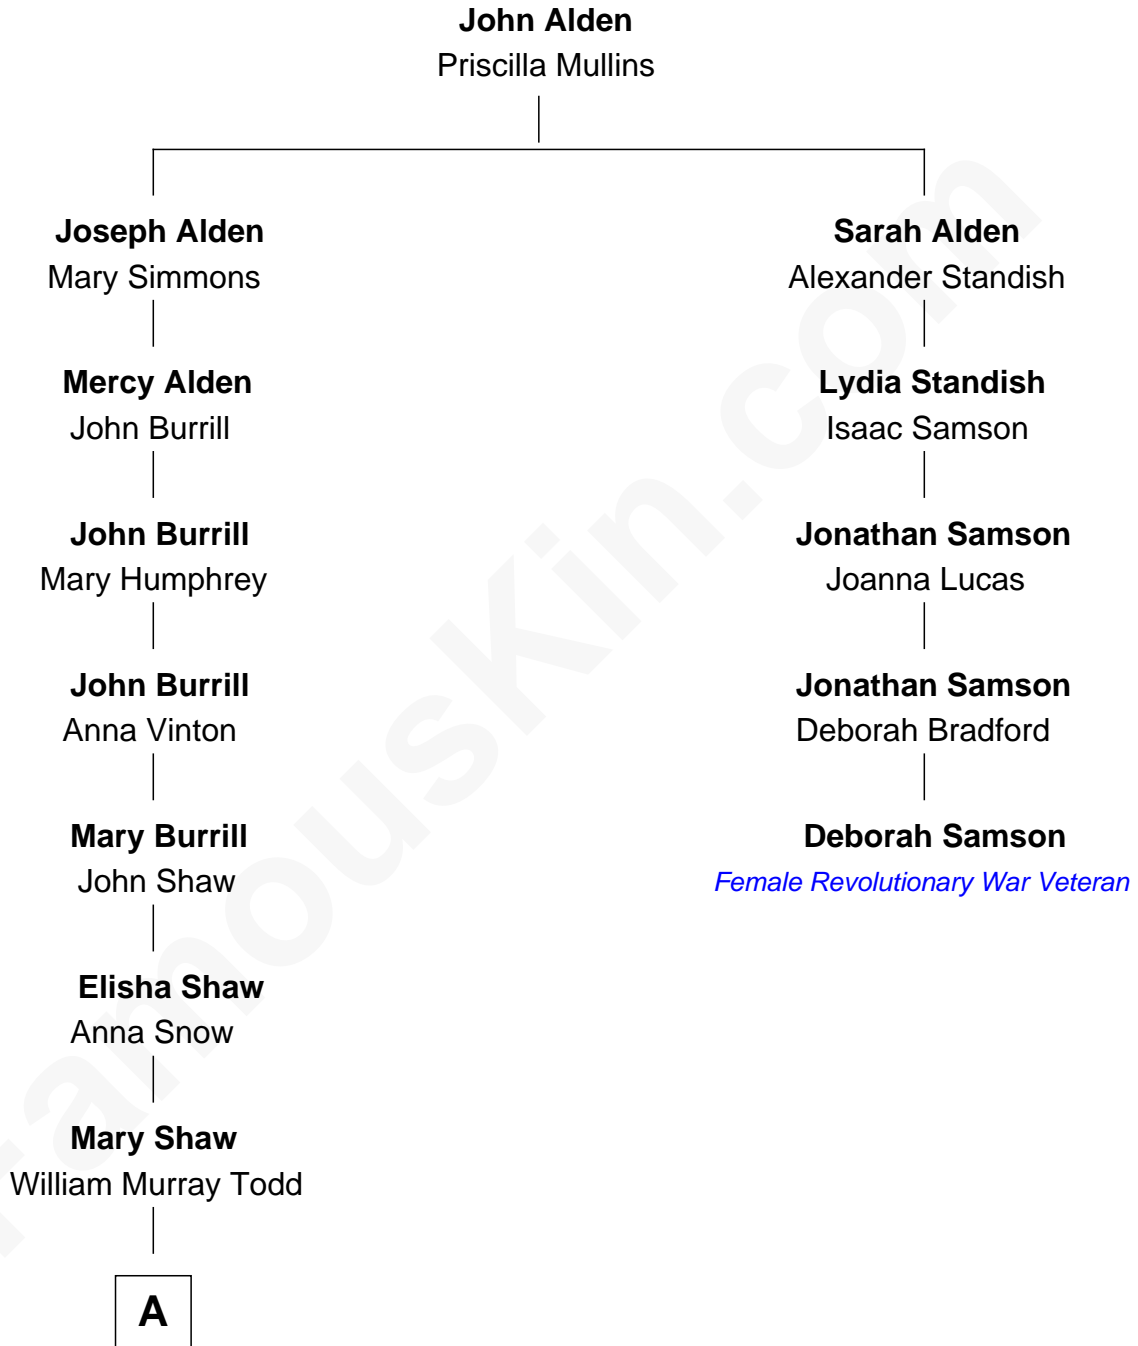 John Alden
Priscilla Mullins
Joseph Alden
Mary Simmons
Sarah Alden
Alexander Standish
Mercy Alden
John Burrill
Lydia Standish
Isaac Samson
John Burrill
Mary Humphrey
Jonathan Samson
Joanna Lucas
John Burrill
Anna Vinton
Jonathan Samson
Deborah Bradford
Mary Burrill
John Shaw
Deborah Samson
Female Revolutionary War Veteran
Elisha Shaw
Anna Snow
Mary Shaw
William Murray Todd
A
FamousKin.com